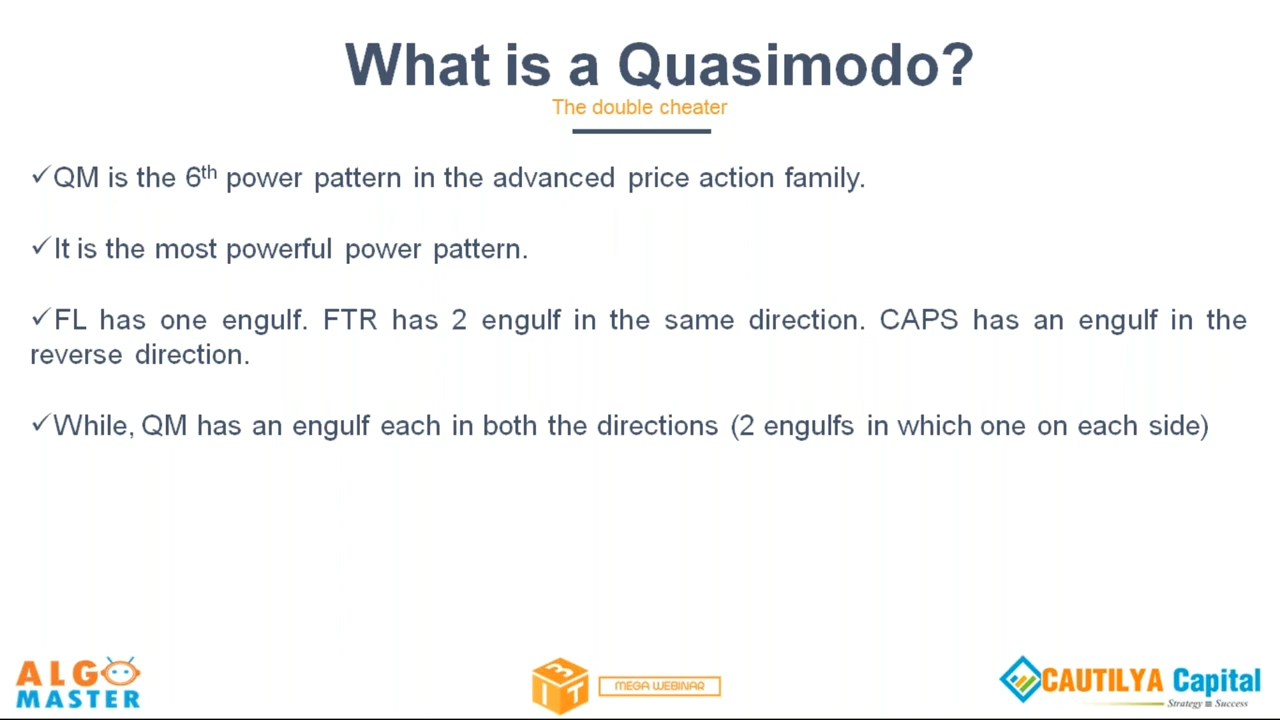 What is a Quasimodo?
The double cheater
✓QM is the 6th power pattern in the advanced price action family.
✓It is the most powerful power pattern.
✓FL has one engulf. FTR has 2 engulf in the same direction. CAPS has an engulf in the
reverse direction.
✓While, QM has an engulf each in both the directions (2 engulfs in which one on each side)
ALGO
MASTER
3iT
MEGA WEBINAR
CAUTILYA Capital
Strategy = Success